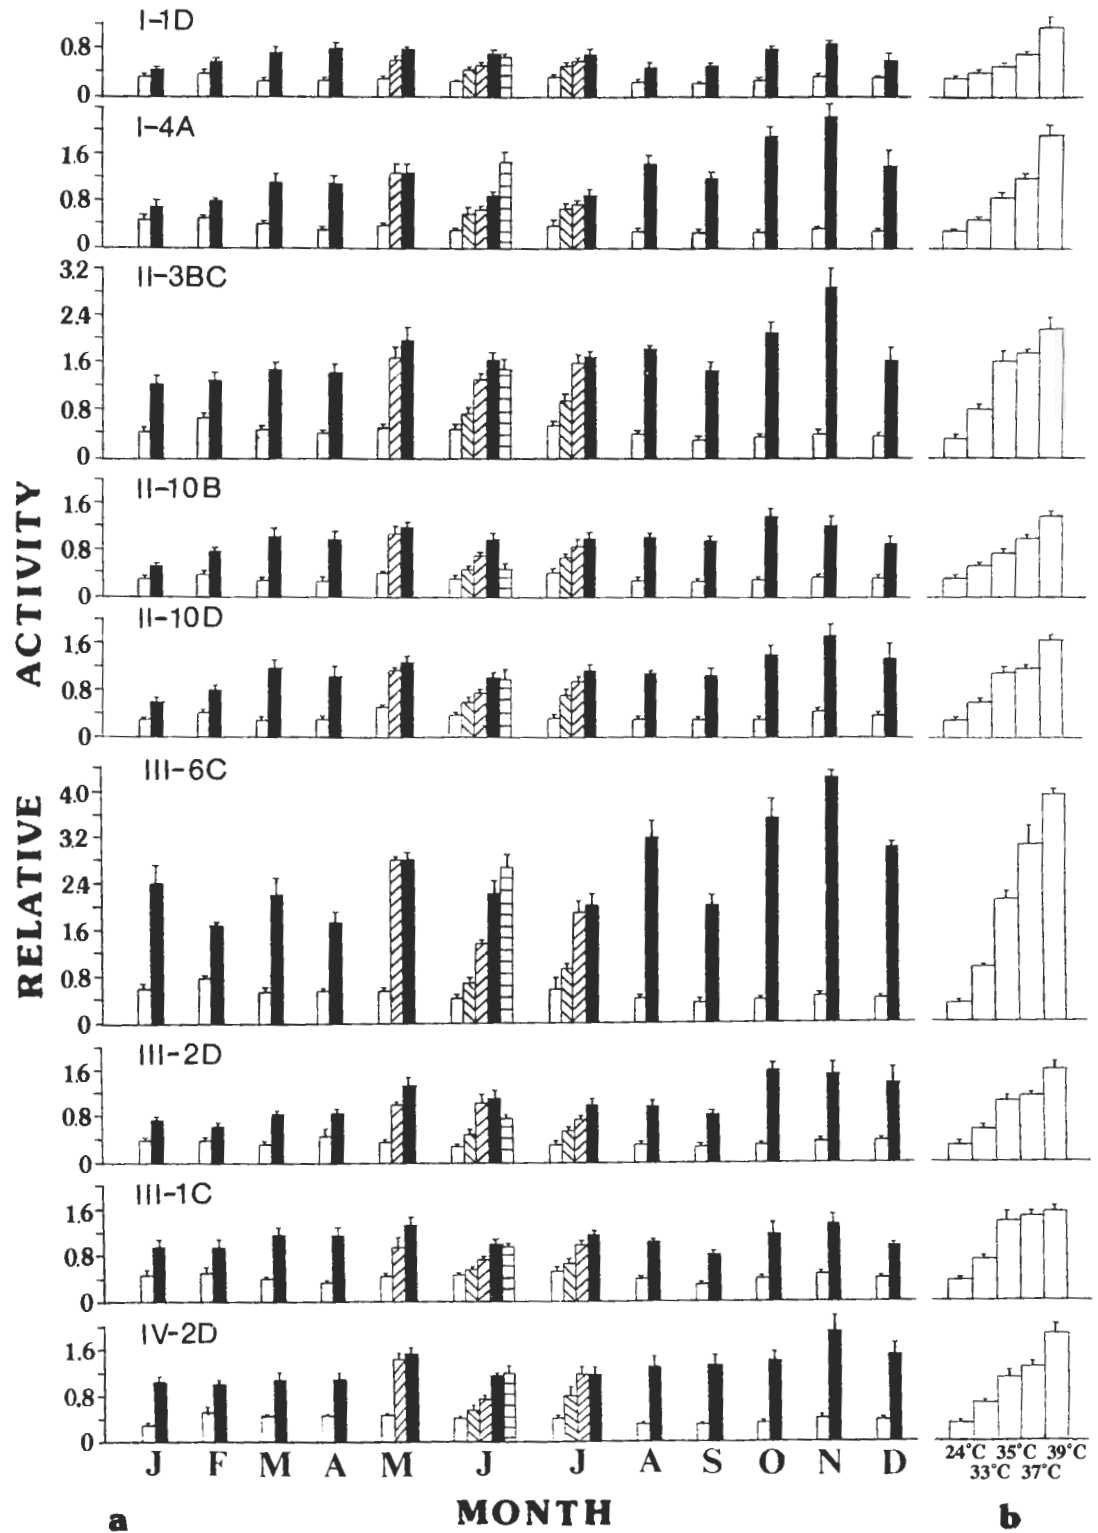 I-1D
0.8
0
I-4A
1.6
0.8
0
II-3BC
3.2
2.4
1.6
0.8
0
II-10B
1.6
0.8
0
II-10D
1.6
0.8
0
III-6C
4.0
3.2
2.4
1.6
0.8
0
III-2D
1.6
0.8
0
III-1C
1.6
0.8
0
IV-2D
1.6
0.8
0
RELATIVE ACTIVITY
J F M A M J J A S O N D
24°C 35°C 39°C
33°C 37°C
MONTH
a b